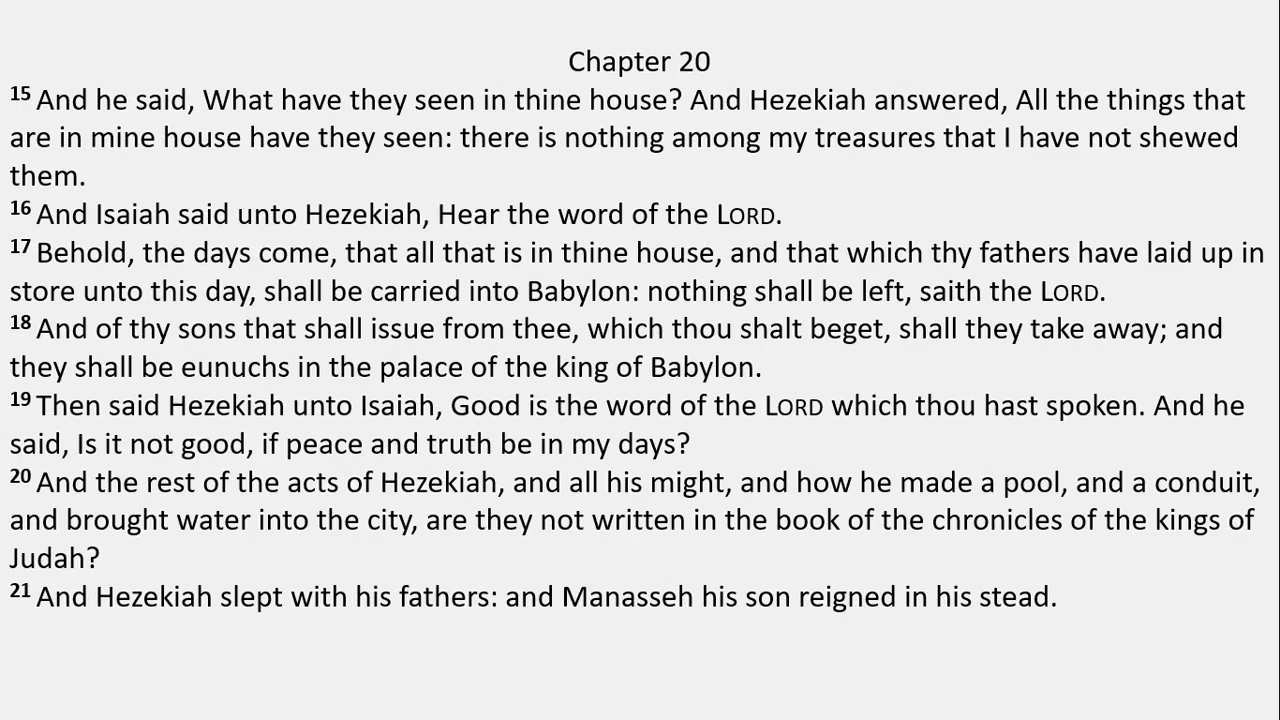 Chapter 20
15 And he said, What have they seen in thine house? And Hezekiah answered, All the things that
are in mine house have they seen: there is nothing among my treasures that I have not shewed
them.
16 And Isaiah said unto Hezekiah, Hear the word of the LORD.
17 Behold, the days come, that all that is in thine house, and that which thy fathers have laid up in
store unto this day, shall be carried into Babylon: nothing shall be left, saith the LORD.
18 And of thy sons that shall issue from thee, which thou shalt beget, shall they take away; and
they shall be eunuchs in the palace of the king of Babylon.
19 Then said Hezekiah unto Isaiah, Good is the word of the LORD which thou hast spoken. And he
said, Is it not good, if peace and truth be in my days?
20 And the rest of the acts of Hezekiah, and all his might, and how he made a pool, and a conduit,
and brought water into the city, are they not written in the book of the chronicles of the kings of
Judah?
21 And Hezekiah slept with his fathers: and Manasseh his son reigned in his stead.